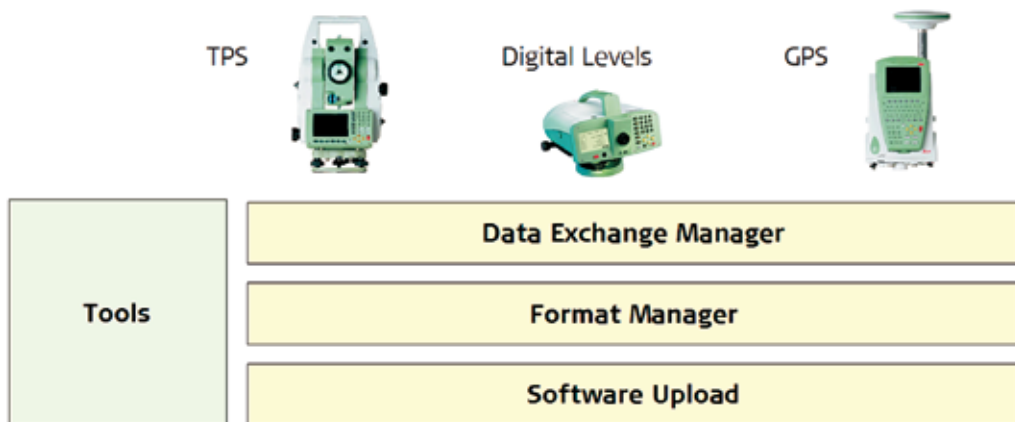 TPS
Digital Levels
GPS
Data Exchange Manager
Tools
Format Manager
Software Upload